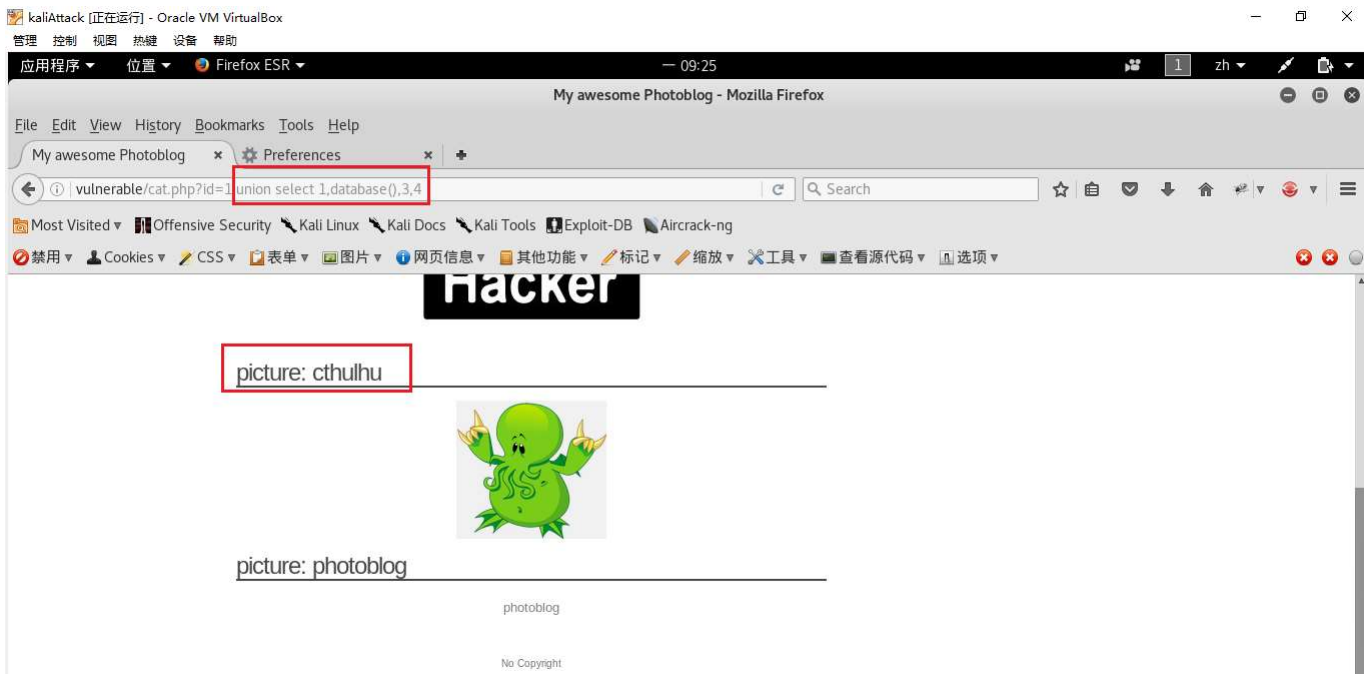 kaliAttack [正在运行] - Oracle VM VirtualBox
管理 控制 视图 热键 设备 帮助
应用程序 位置 Firefox ESR 一 09:25 1 zh
My awesome Photoblog - Mozilla Firefox
File Edit View History Bookmarks Tools Help
My awesome Photoblog Preferences
vulnerable/cat.php?id=1 union select 1,database(),3,4 Search
Most Visited Offensive Security Kali Linux Kali Docs Kali Tools Exploit-DB Aircrack-ng
禁用 Cookies CSS 表单 图片 网页信息 其他功能 标记 缩放 工具 查看源代码 选项
Hacker
picture: cthulhu
picture: photoblog
photoblog
No Copyright